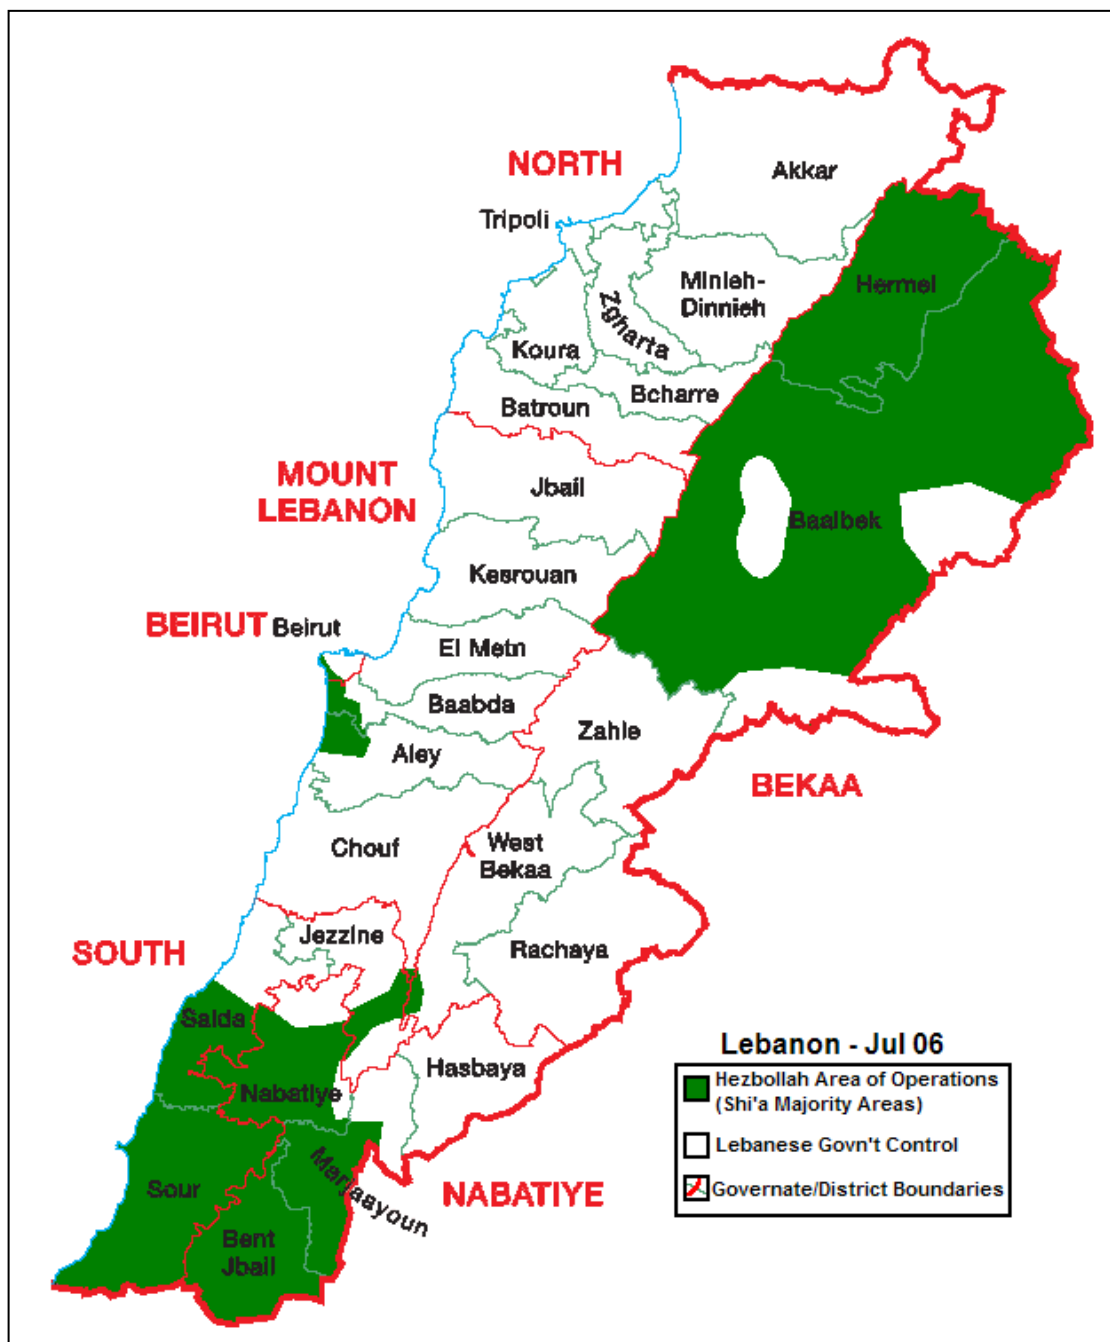 NORTH
Akkar
Tripoli
Minieh-
Dinnieh
Hermel
Zgharta
Koura
Bcharre
Batroun
MOUNT
LEBANON
Jbail
Baalbek
Kesrouan
BEIRUT Beirut
El Metn
Baabda
Zahle
Aley
BEKAA
Chouf
West
Bekaa
Jezzine
SOUTH
Rachaya
Saida
Hasbaya
Nabatiye
Marjaayoun
Sour
NABATIYE
Bent
Jbail
Lebanon - Jul 06
Hezbollah Area of Operations
(Shi'a Majority Areas)
Lebanese Govn't Control
Governate/District Boundaries